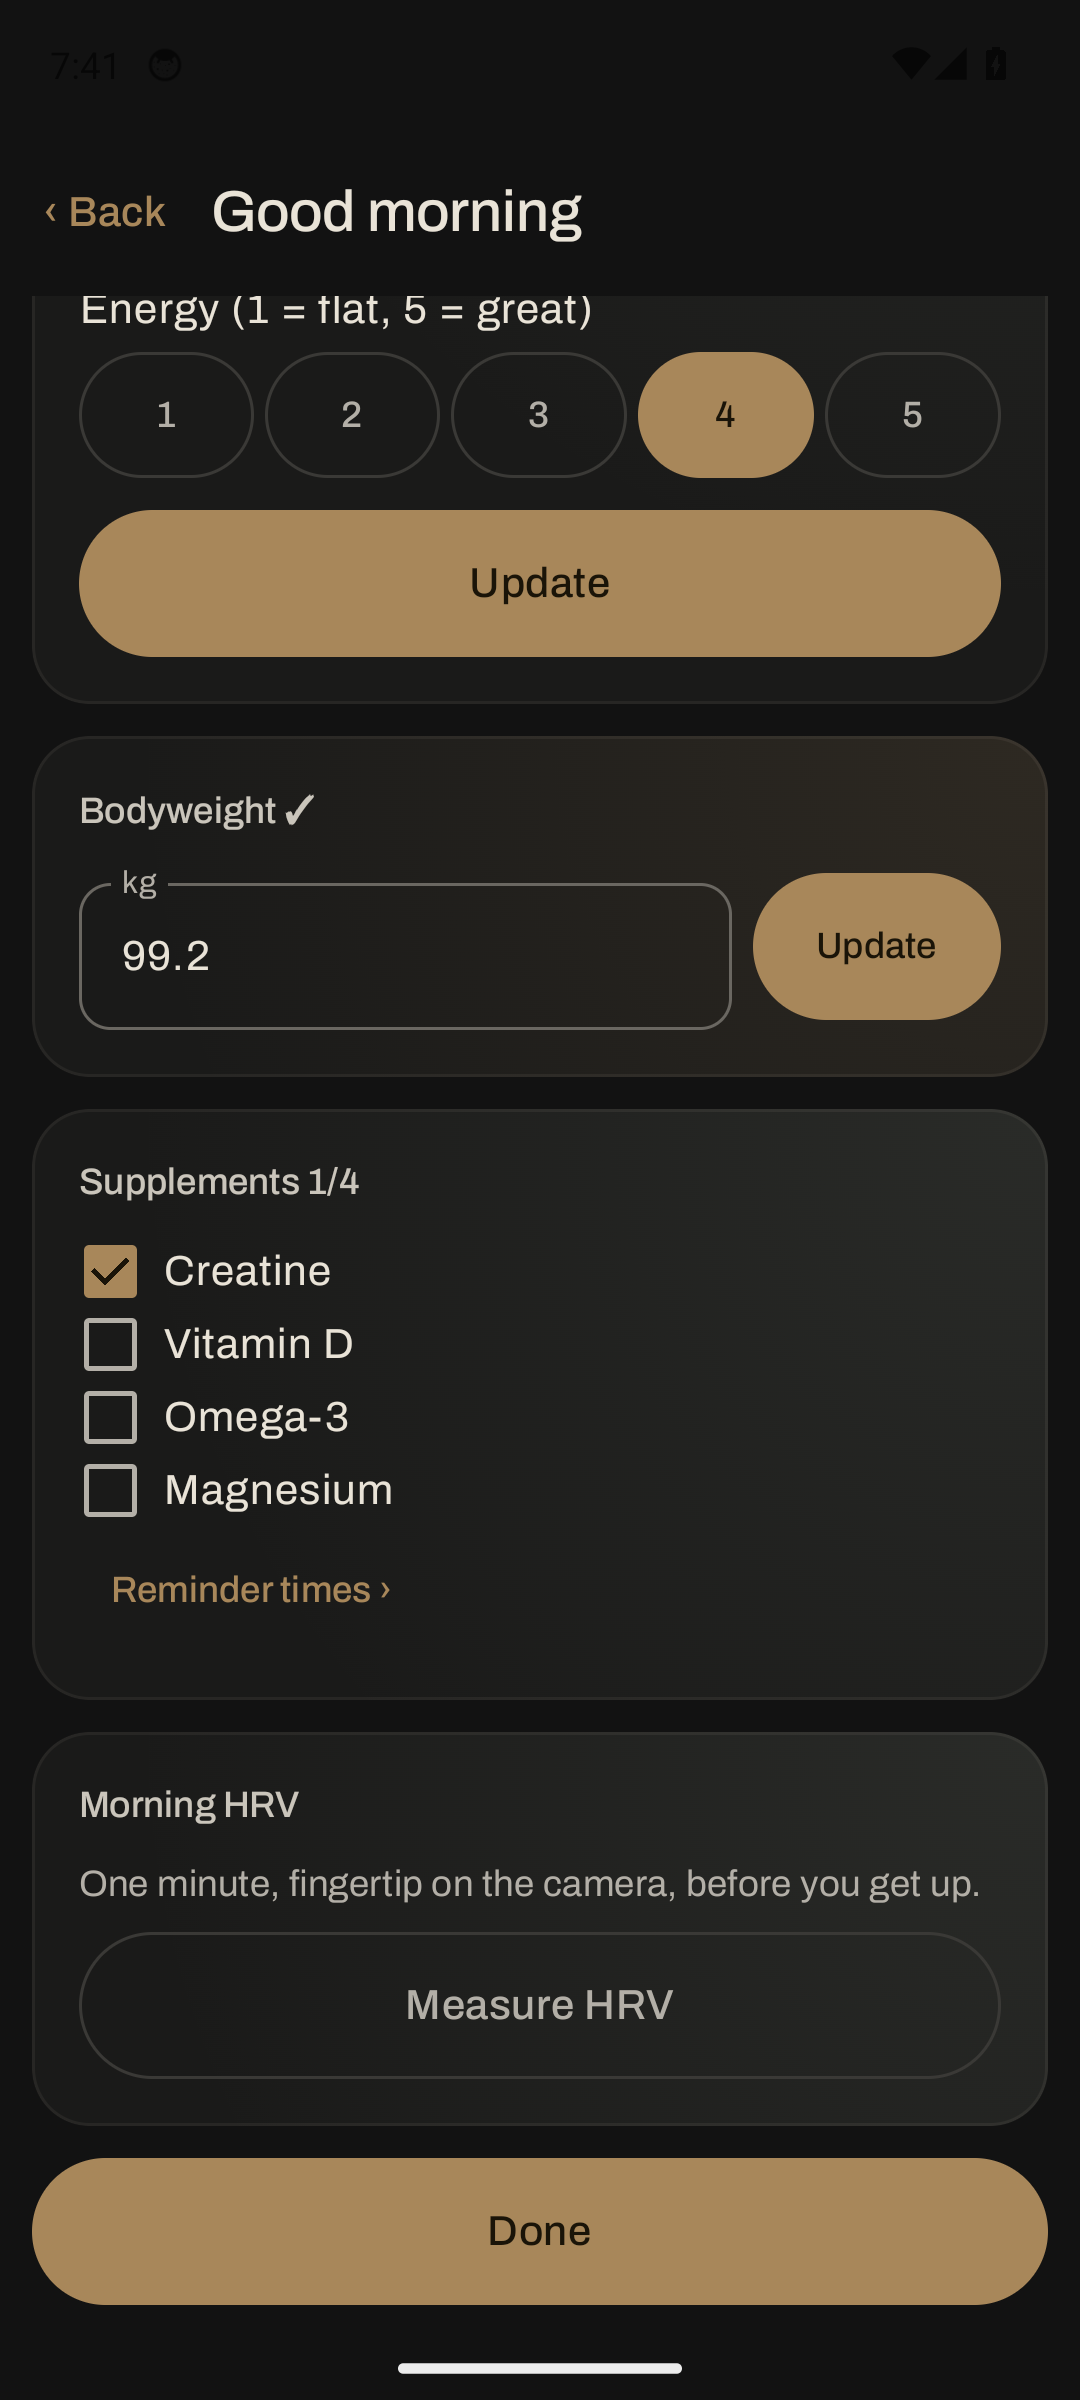 7:41
‹ Back Good morning
Energy (1 = flat, 5 = great)
1 2 3 4 5
Update
Bodyweight ✓
kg
99.2
Update
Supplements 1/4
Creatine
Vitamin D
Omega-3
Magnesium
Reminder times ›
Morning HRV
One minute, fingertip on the camera, before you get up.
Measure HRV
Done